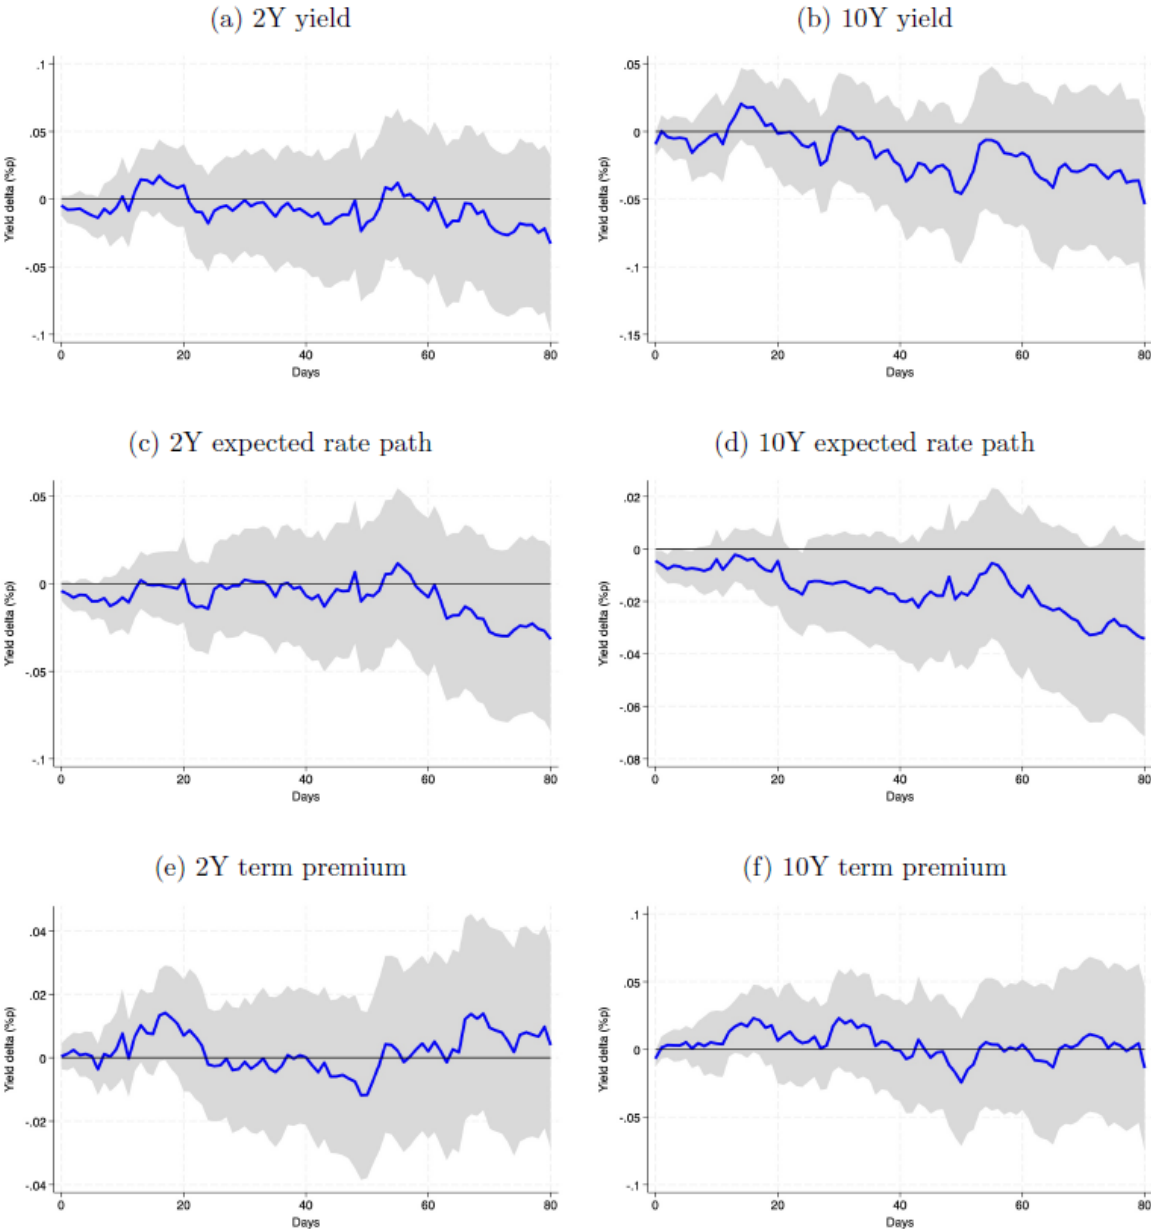 (a) 2Y yield
.1
.05
0
-.05
-.1
Yield delta (%p)
0 20 40 60 80
Days
(b) 10Y yield
.05
0
-.05
-.1
-.15
Yield delta (%p)
0 20 40 60 80
Days
(c) 2Y expected rate path
.05
0
-.05
-.1
Yield delta (%p)
0 20 40 60 80
Days
(d) 10Y expected rate path
.02
0
-.02
-.04
-.06
-.08
Yield delta (%p)
0 20 40 60 80
Days
(e) 2Y term premium
.04
.02
0
-.02
-.04
Yield delta (%p)
0 20 40 60 80
Days
(f) 10Y term premium
.1
.05
0
-.05
-.1
Yield delta (%p)
0 20 40 60 80
Days